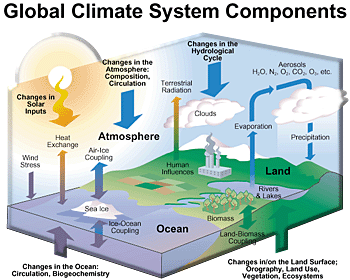 Global Climate System Components
Changes in the
Atmosphere:
Composition,
Circulation
Changes in the
Hydrological
Cycle
Changes in
Solar
Inputs
Terrestrial
Radiation
Aerosols
H₂O, N₂, O₂, CO₂, O₃, etc.
Clouds
Atmosphere
Heat
Exchange
Air-Ice
Coupling
Evaporation
Precipitation
Wind
Stress
Human
Influences
Land
Rivers
& Lakes
Sea Ice
Biomass
Ice-Ocean
Coupling
Ocean
Land-Biomass
Coupling
Changes in the Ocean:
Circulation, Biogeochemistry
Changes in/on the Land Surface;
Orography, Land Use,
Vegetation, Ecosystems